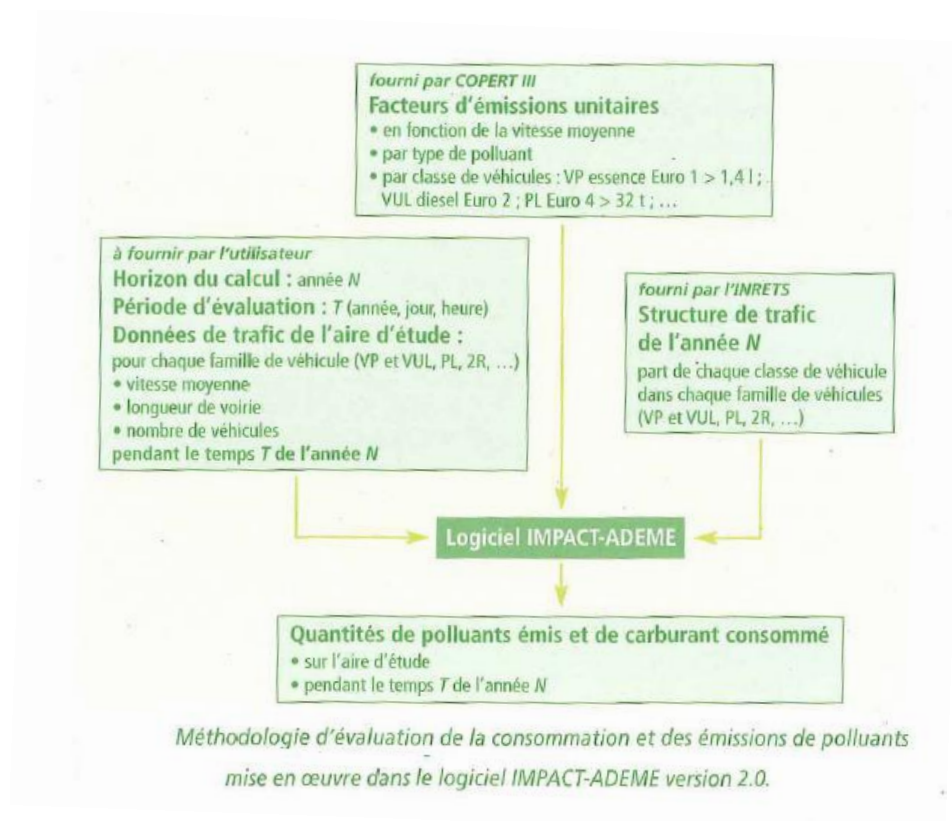 fourni par COPERT III
Facteurs d'émissions unitaires
• en fonction de la vitesse moyenne
• par type de polluant
• par classe de véhicules : VP essence Euro 1 > 1,4 l ;
VUL diesel Euro 2 ; PL Euro 4 > 32 t ; ...
à fournir par l'utilisateur
Horizon du calcul : année N
Période d'évaluation : T (année, jour, heure)
Données de trafic de l'aire d'étude :
pour chaque famille de véhicule (VP et VUL, PL, 2R, ...)
• vitesse moyenne
• longueur de voirie
• nombre de véhicules
pendant le temps T de l'année N
fourni par l'INRETS
Structure de trafic
de l'année N
part de chaque classe de véhicule
dans chaque famille de véhicules
(VP et VUL, PL, 2R, ...)
Logiciel IMPACT-ADEME
Quantités de polluants émis et de carburant consommé
• sur l'aire d'étude
• pendant le temps T de l'année N
Méthodologie d'évaluation de la consommation et des émissions de polluants
mise en œuvre dans le logiciel IMPACT-ADEME version 2.0.